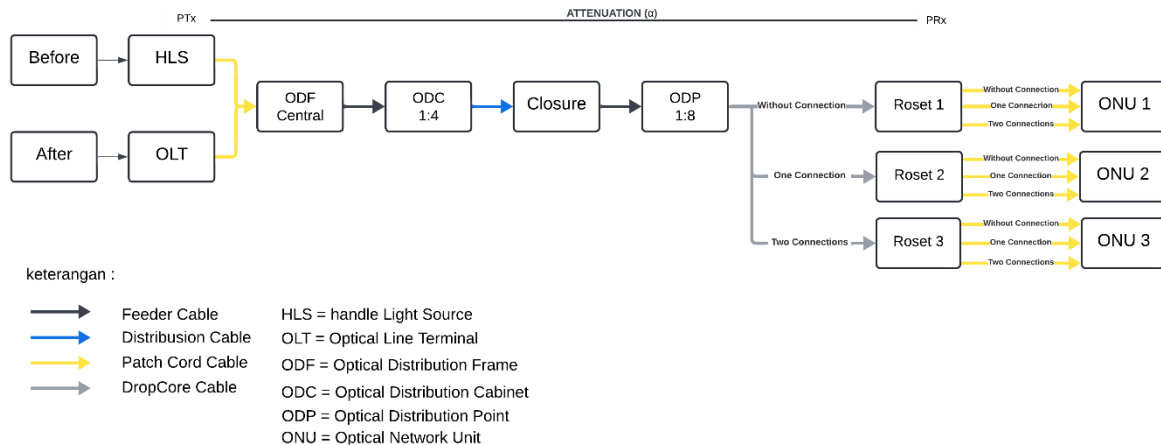 PTx
ATTENUATION (α)
PRx
Before
HLS
ODF
Central
ODC
1:4
Closure
ODP
1:8
Without Connection
Roset 1
Without Connection
One Connecrion
Two Connections
ONU 1
After
OLT
One Connection
Roset 2
Without Connection
One Connection
Two Connections
ONU 2
Two Connections
Roset 3
Without Connection
One Connection
Two Connections
ONU 3
keterangan :
Feeder Cable
Distribusion Cable
Patch Cord Cable
DropCore Cable
HLS = handle Light Source
OLT = Optical Line Terminal
ODF = Optical Distribution Frame
ODC = Optical Distribution Cabinet
ODP = Optical Distribution Point
ONU = Optical Network Unit